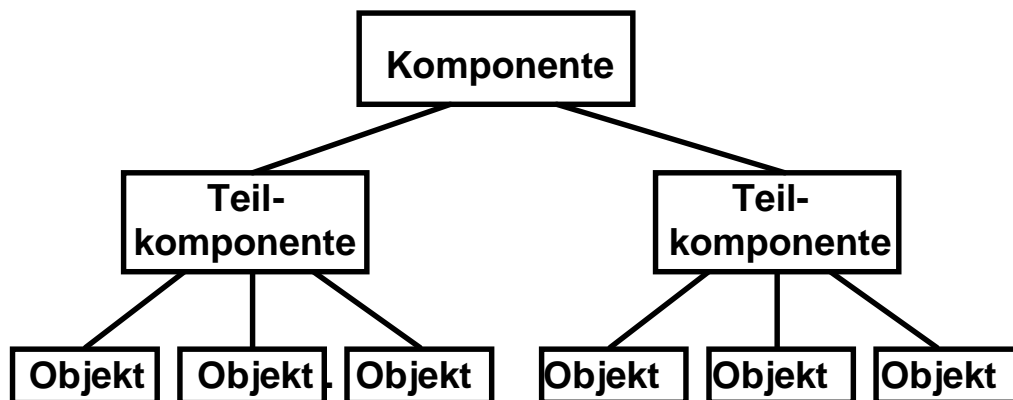 Komponente
Teil-
komponente
Teil-
komponente
Objekt
Objekt .
Objekt
Objekt
Objekt
Objekt